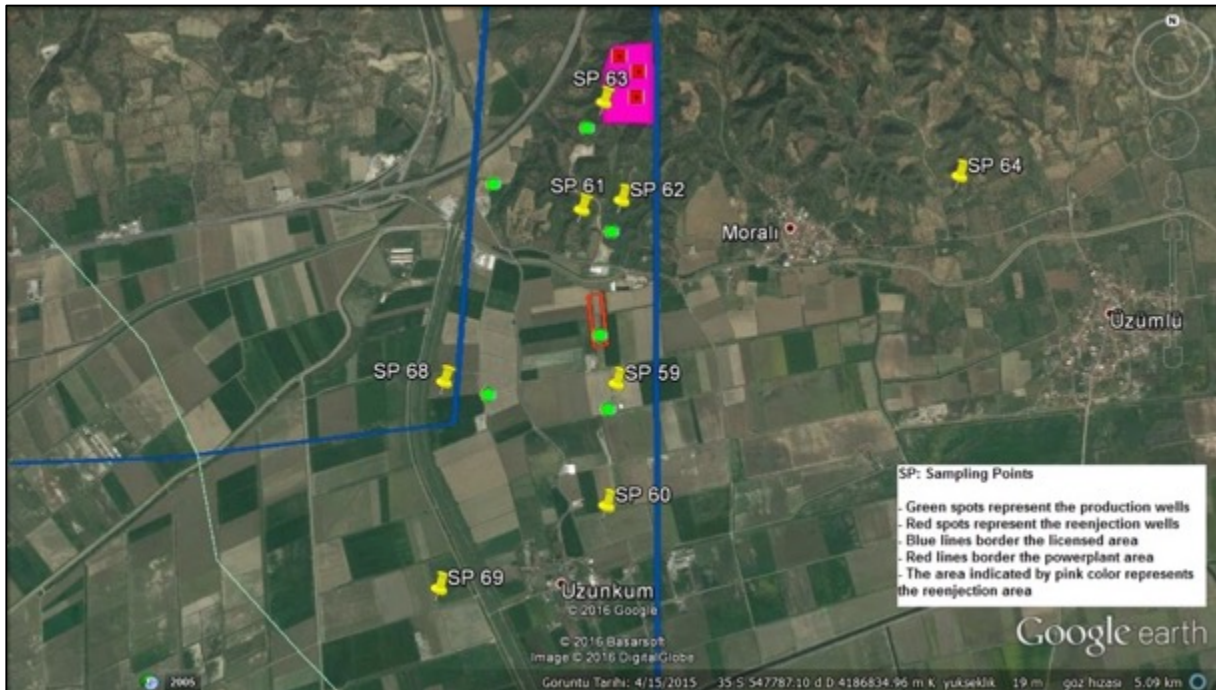 N
SP 63
SP 64
SP 61
SP 62
Moralı
Üzümlü
SP 68
SP 59
SP: Sampling Points
SP 60
- Green spots represent the production wells
- Red spots represent the reenjection wells
- Blue lines border the licensed area
- Red lines border the powerplant area
- The area indicated by pink color represents
the reenjection area
SP 69
Uzunkum
© 2016 Google
© 2016 Basarsoft
Image © 2016 DigitalGlobe
Google earth
2005
Görüntü Tarihi: 4/15/2015 35 S 547787.10 d D 4186834.96 m K yükseklik 19 m göz hizası 5.09 km